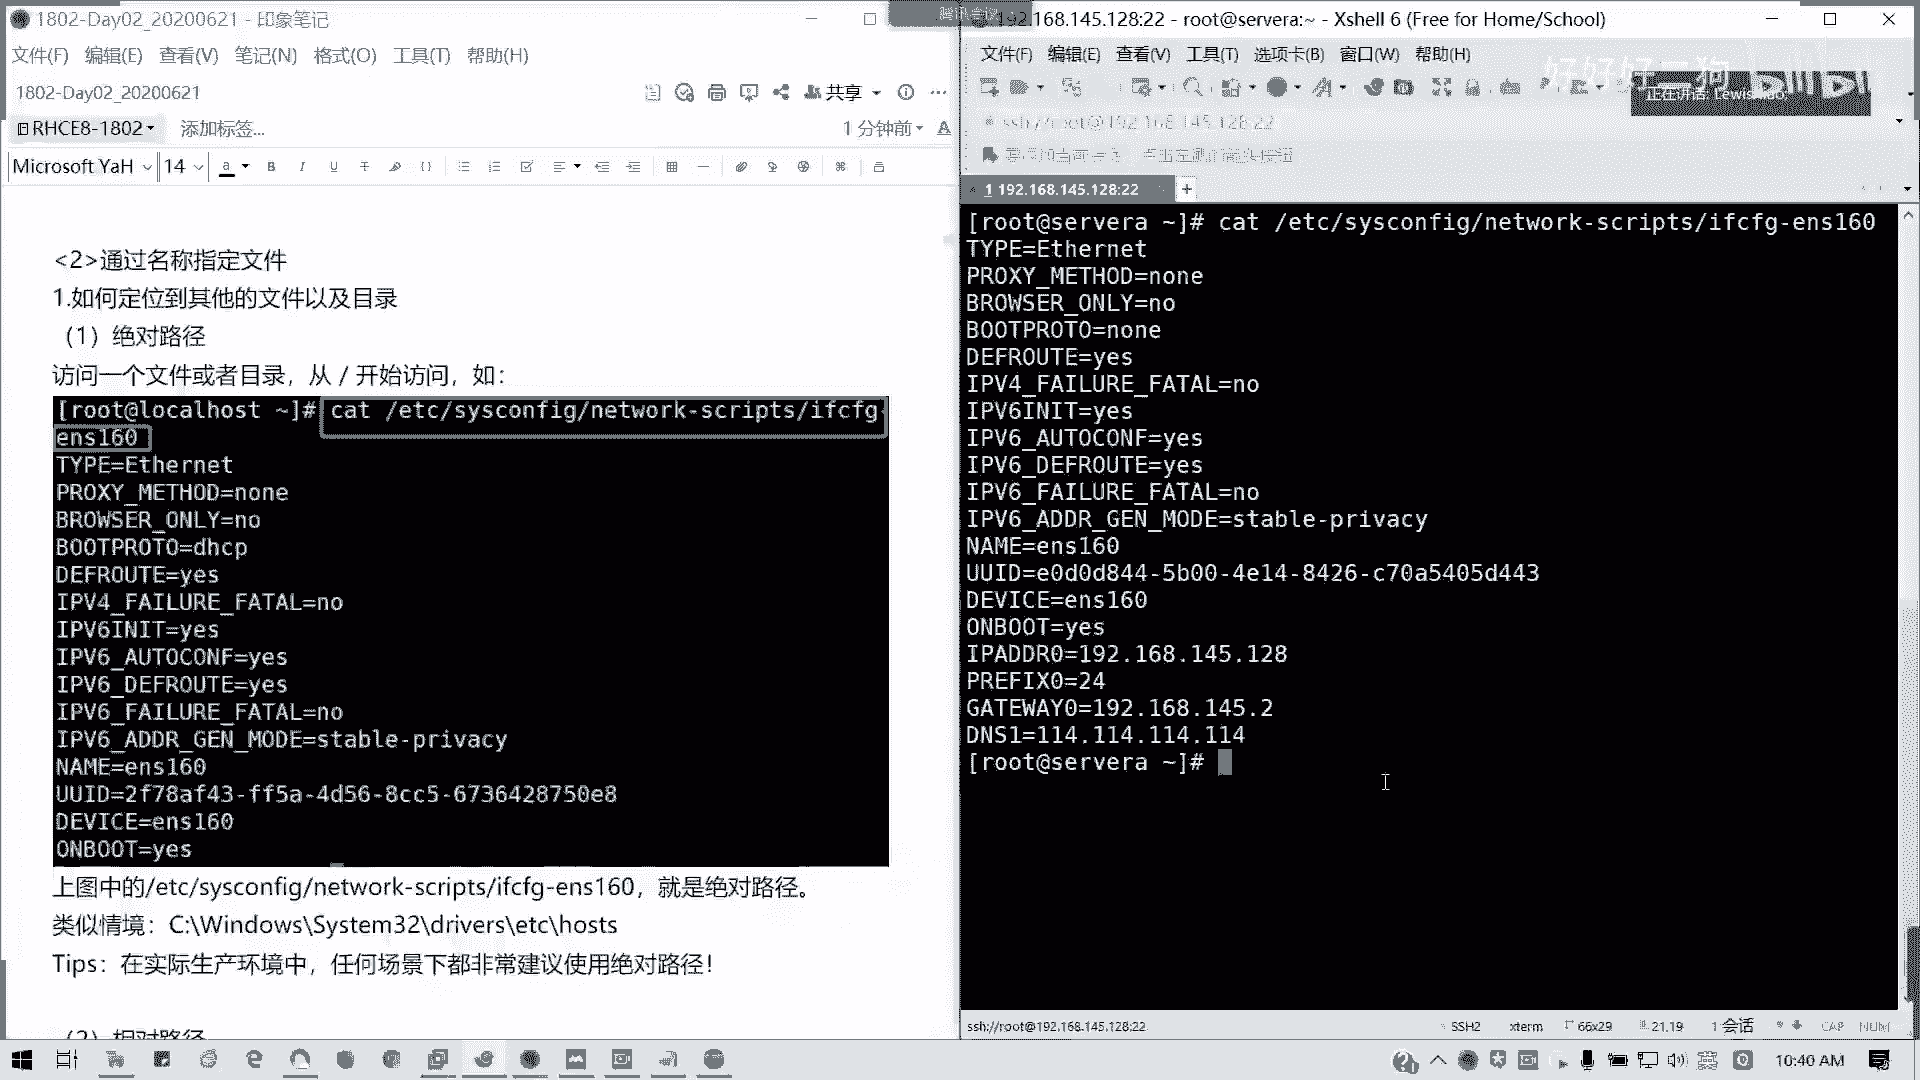 1802-Day02_20200621 - 印象笔记
文件(F) 编辑(E) 查看(V) 笔记(N) 格式(O) 工具(T) 帮助(H)
1802-Day02_20200621
共享
RHCE8-1802 添加标签... 1 分钟前
Microsoft YaH 14
<2>通过名称指定文件
1.如何定位到其他的文件以及目录
（1）绝对路径
访问一个文件或者目录，从 / 开始访问，如：
[root@localhost ~]# cat /etc/sysconfig/network-scripts/ifcfg-
ens160
TYPE=Ethernet
PROXY_METHOD=none
BROWSER_ONLY=no
BOOTPROTO=dhcp
DEFROUTE=yes
IPV4_FAILURE_FATAL=no
IPV6INIT=yes
IPV6_AUTOCONF=yes
IPV6_DEFROUTE=yes
IPV6_FAILURE_FATAL=no
IPV6_ADDR_GEN_MODE=stable-privacy
NAME=ens160
UUID=2f78af43-ff5a-4d56-8cc5-6736428750e8
DEVICE=ens160
ONBOOT=yes
上图中的/etc/sysconfig/network-scripts/ifcfg-ens160，就是绝对路径。
类似情境：C:\Windows\System32\drivers\etc\hosts
Tips：在实际生产环境中，任何场景下都非常建议使用绝对路径！
（2）相对路径
腾讯会议
192.168.145.128:22 - root@servera:~ - Xshell 6 (Free for Home/School)
文件(F) 编辑(E) 查看(V) 工具(T) 选项卡(B) 窗口(W) 帮助(H)
好好好二狗
正在讲话:
ssh://root@192.168.145.128:22
1 192.168.145.128:22
[root@servera ~]# cat /etc/sysconfig/network-scripts/ifcfg-ens160
TYPE=Ethernet
PROXY_METHOD=none
BROWSER_ONLY=no
BOOTPROTO=none
DEFROUTE=yes
IPV4_FAILURE_FATAL=no
IPV6INIT=yes
IPV6_AUTOCONF=yes
IPV6_DEFROUTE=yes
IPV6_FAILURE_FATAL=no
IPV6_ADDR_GEN_MODE=stable-privacy
NAME=ens160
UUID=e0d0d844-5b00-4e14-8426-c70a5405d443
DEVICE=ens160
ONBOOT=yes
IPADDR0=192.168.145.128
PREFIX0=24
GATEWAY0=192.168.145.2
DNS1=114.114.114.114
[root@servera ~]#
ssh://root@192.168.145.128:22 SSH2 xterm 66x29 21,19 1 会话 CAP NUM
英 10:40 AM